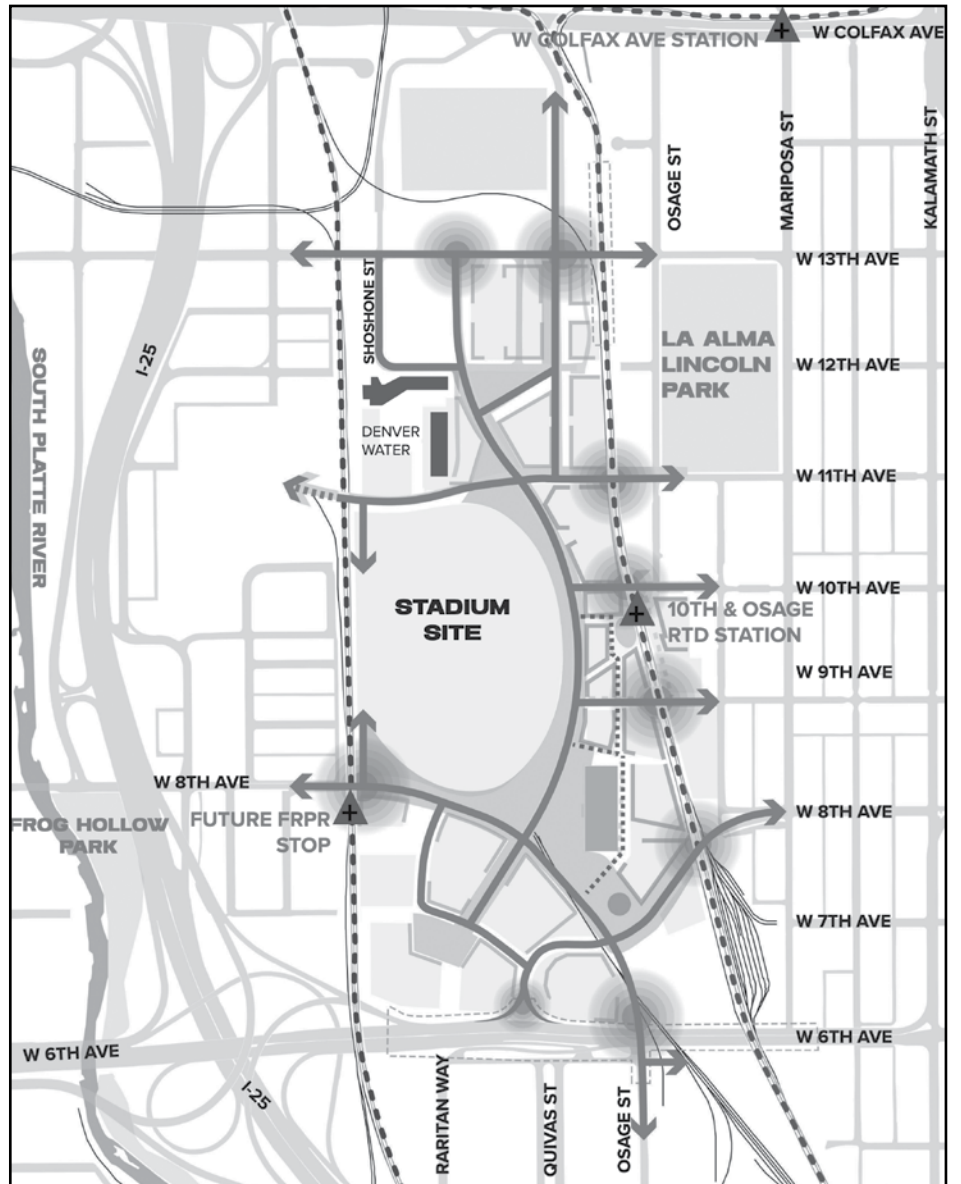 W COLFAX AVE STATION
W COLFAX AVE
OSAGE ST
MARIPOSA ST
KALAMATH ST
W 13TH AVE
SHOSHONE ST
I-25
SOUTH PLATTE RIVER
LA ALMA
LINCOLN
PARK
W 12TH AVE
DENVER
WATER
W 11TH AVE
W 10TH AVE
STADIUM
SITE
10TH & OSAGE
RTD STATION
W 9TH AVE
W 8TH AVE
W 8TH AVE
FROG HOLLOW
PARK
FUTURE FRPR
STOP
W 7TH AVE
W 6TH AVE
W 6TH AVE
I-25
RARITAN WAY
QUIVAS ST
OSAGE ST